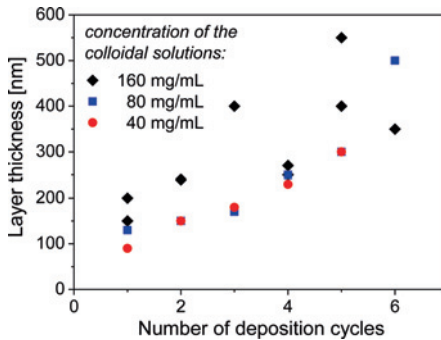 600
500
400
300
200
100
0
Layer thickness [nm]
concentration of the
colloidal solutions:
160 mg/mL
80 mg/mL
40 mg/mL
0 2 4 6
Number of deposition cycles